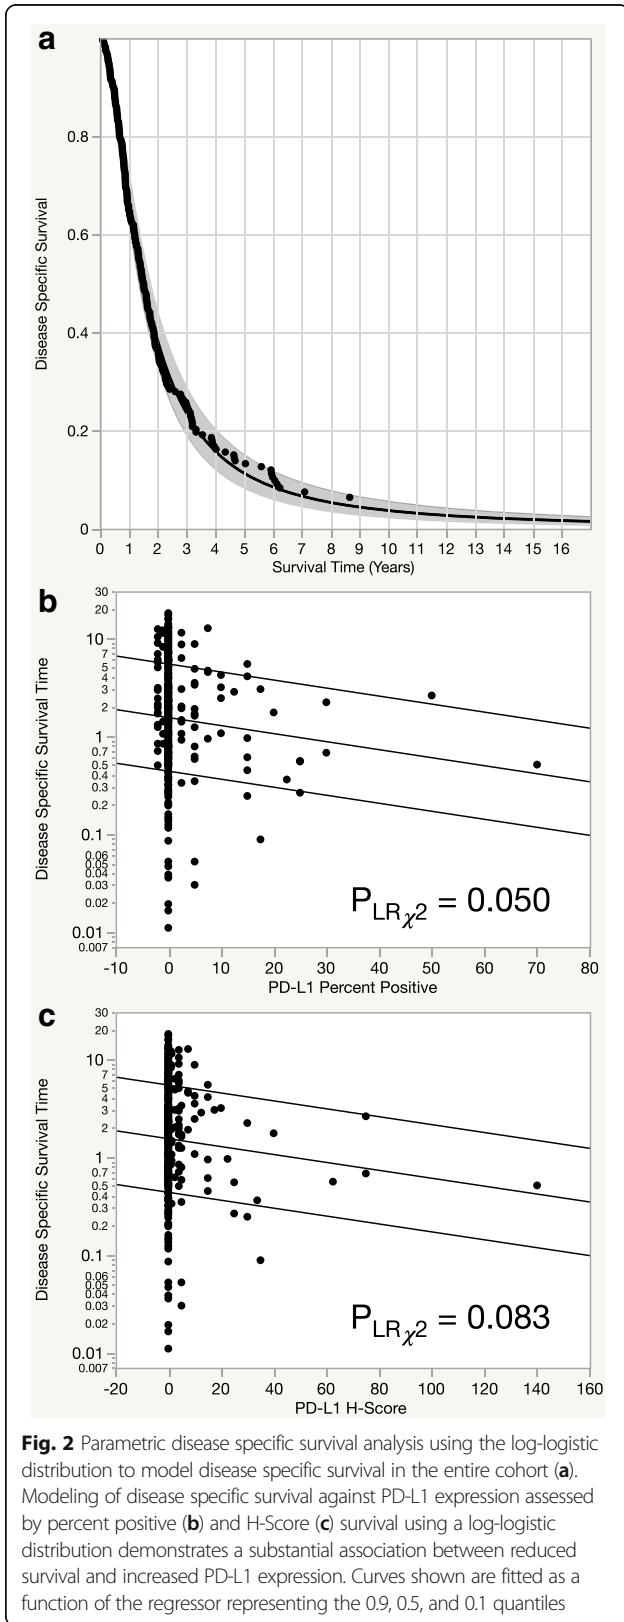 a
0.8
0.6
0.4
0.2
0
Disease Specific Survival
0 1 2 3 4 5 6 7 8 9 10 11 12 13 14 15 16
Survival Time (Years)
b
30
20
10
7
5
4
3
2
1
0.7
0.5
0.4
0.3
0.2
0.1
0.06
0.05
0.04
0.03
0.02
0.01
0.007
Disease Specific Survival Time
P LR χ2 = 0.050
-10 0 10 20 30 40 50 60 70 80
PD-L1 Percent Positive
c
30
20
10
7
5
4
3
2
1
0.7
0.5
0.4
0.3
0.2
0.1
0.06
0.05
0.04
0.03
0.02
0.01
0.007
Disease Specific Survival Time
P LR χ2 = 0.083
-20 0 20 40 60 80 100 120 140 160
PD-L1 H-Score
Fig. 2 Parametric disease specific survival analysis using the log-logistic
distribution to model disease specific survival in the entire cohort (a).
Modeling of disease specific survival against PD-L1 expression assessed
by percent positive (b) and H-Score (c) survival using a log-logistic
distribution demonstrates a substantial association between reduced
survival and increased PD-L1 expression. Curves shown are fitted as a
function of the regressor representing the 0.9, 0.5, and 0.1 quantiles